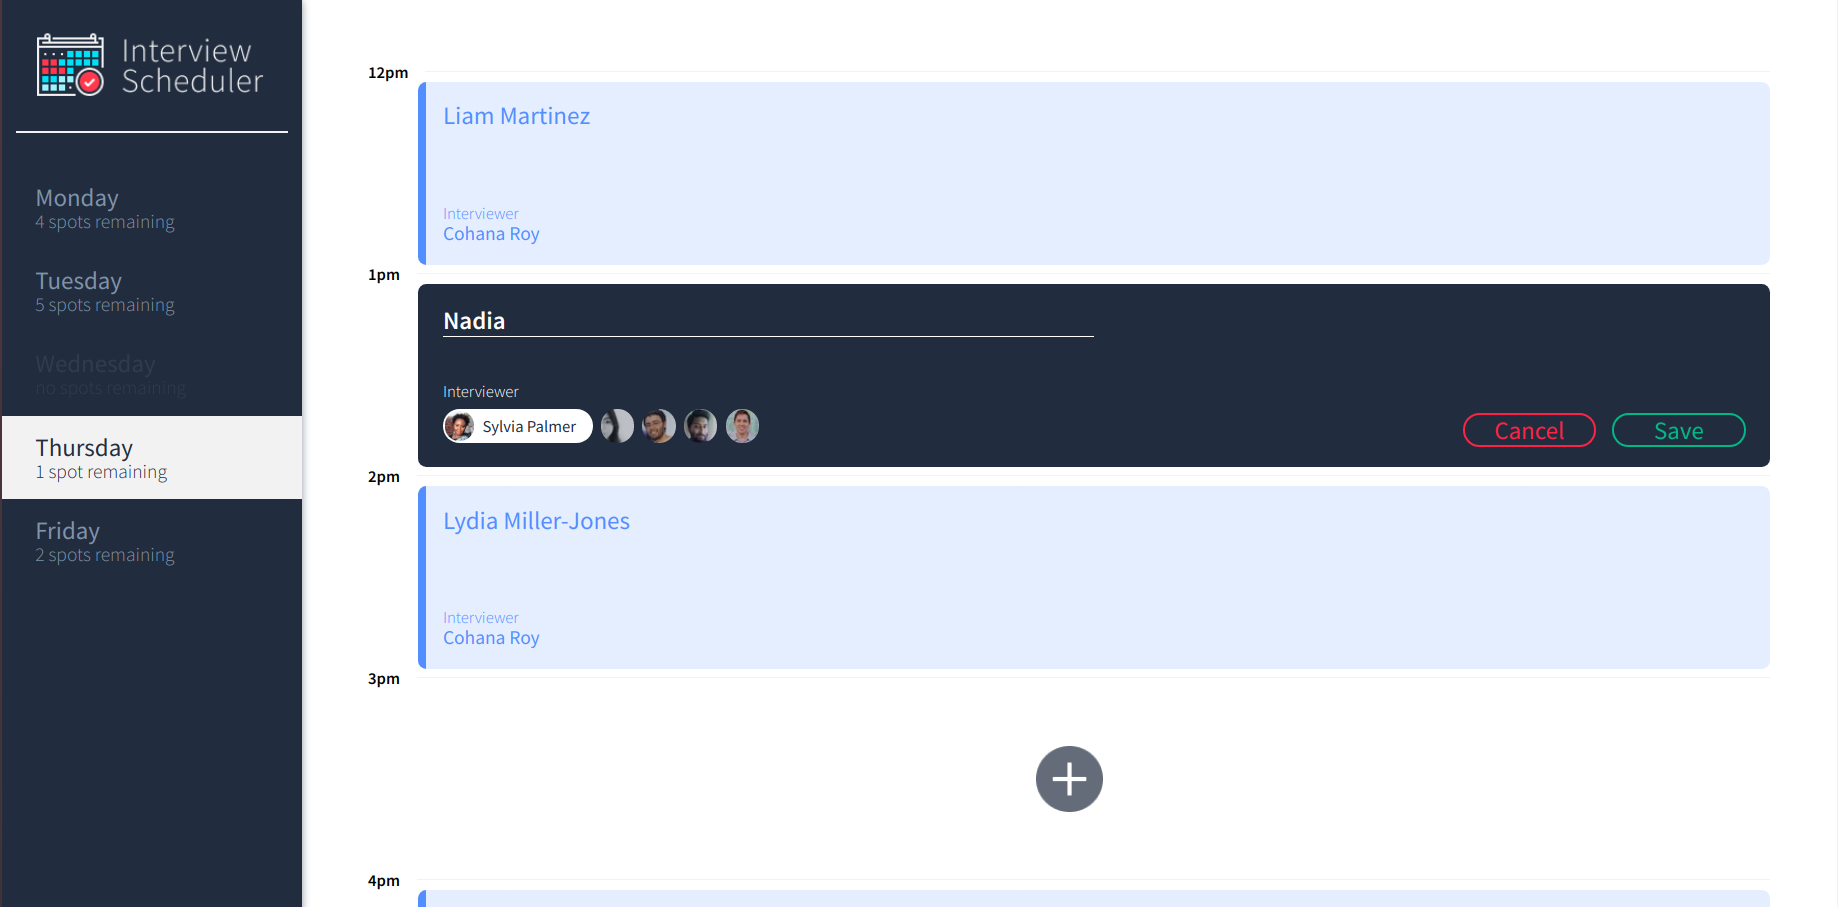 Interview
Scheduler
Monday
4 spots remaining
Tuesday
5 spots remaining
Wednesday
no spots remaining
Thursday
1 spot remaining
Friday
2 spots remaining
12pm
Liam Martinez
Interviewer
Cohana Roy
1pm
Nadia
Interviewer
Sylvia Palmer
Cancel
Save
2pm
Lydia Miller-Jones
Interviewer
Cohana Roy
3pm
4pm